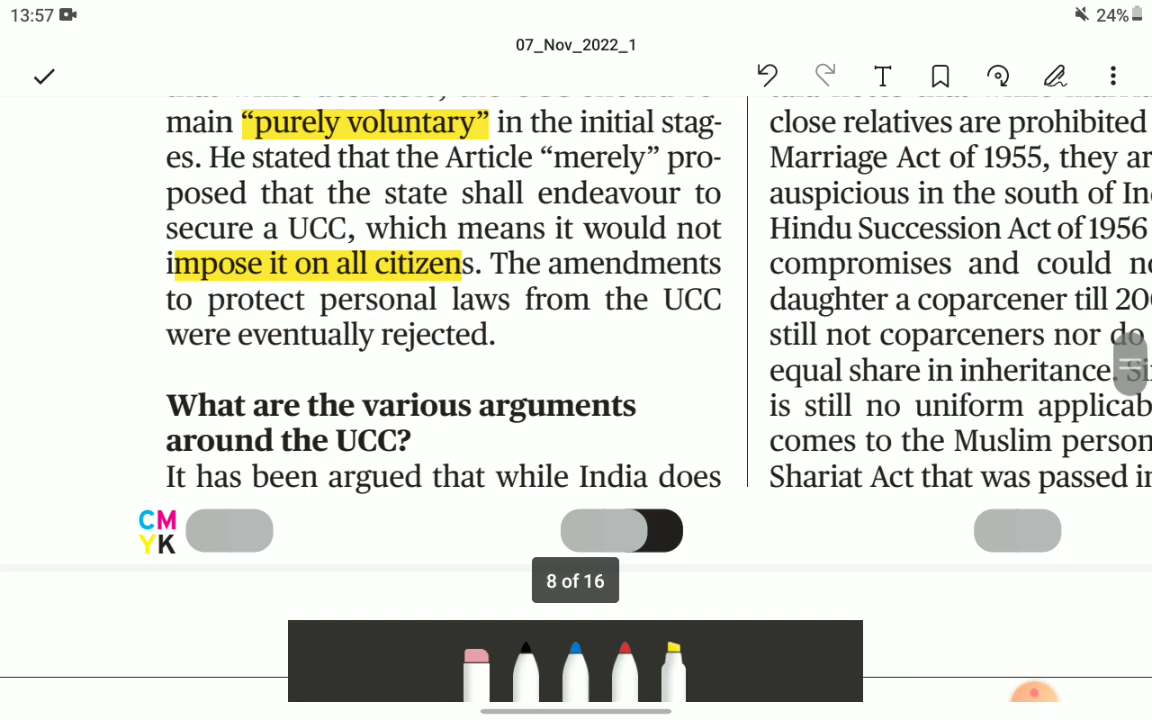 13:57
24%
07_Nov_2022_1
main “purely voluntary” in the initial stag-
es. He stated that the Article “merely” pro-
posed that the state shall endeavour to
secure a UCC, which means it would not
impose it on all citizens. The amendments
to protect personal laws from the UCC
were eventually rejected.
What are the various arguments
around the UCC?
It has been argued that while India does
close relatives are prohibited
Marriage Act of 1955, they ar
auspicious in the south of In
Hindu Succession Act of 1956
compromises and could no
daughter a coparcener till 20
still not coparceners nor do
equal share in inheritance. Si
is still no uniform applicab
comes to the Muslim person
Shariat Act that was passed in
CM
YK
8 of 16